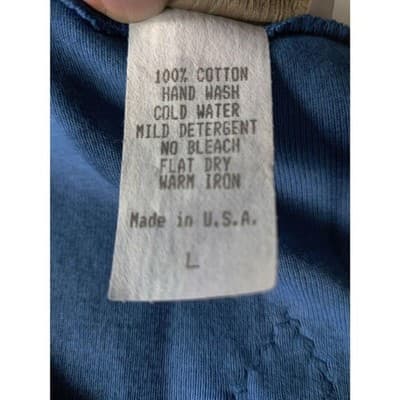 100% COTTON
HAND WASH
COLD WATER
MILD DETERGENT
NO BLEACH
FLAT DRY
WARM IRON
Made in U.S.A.
L